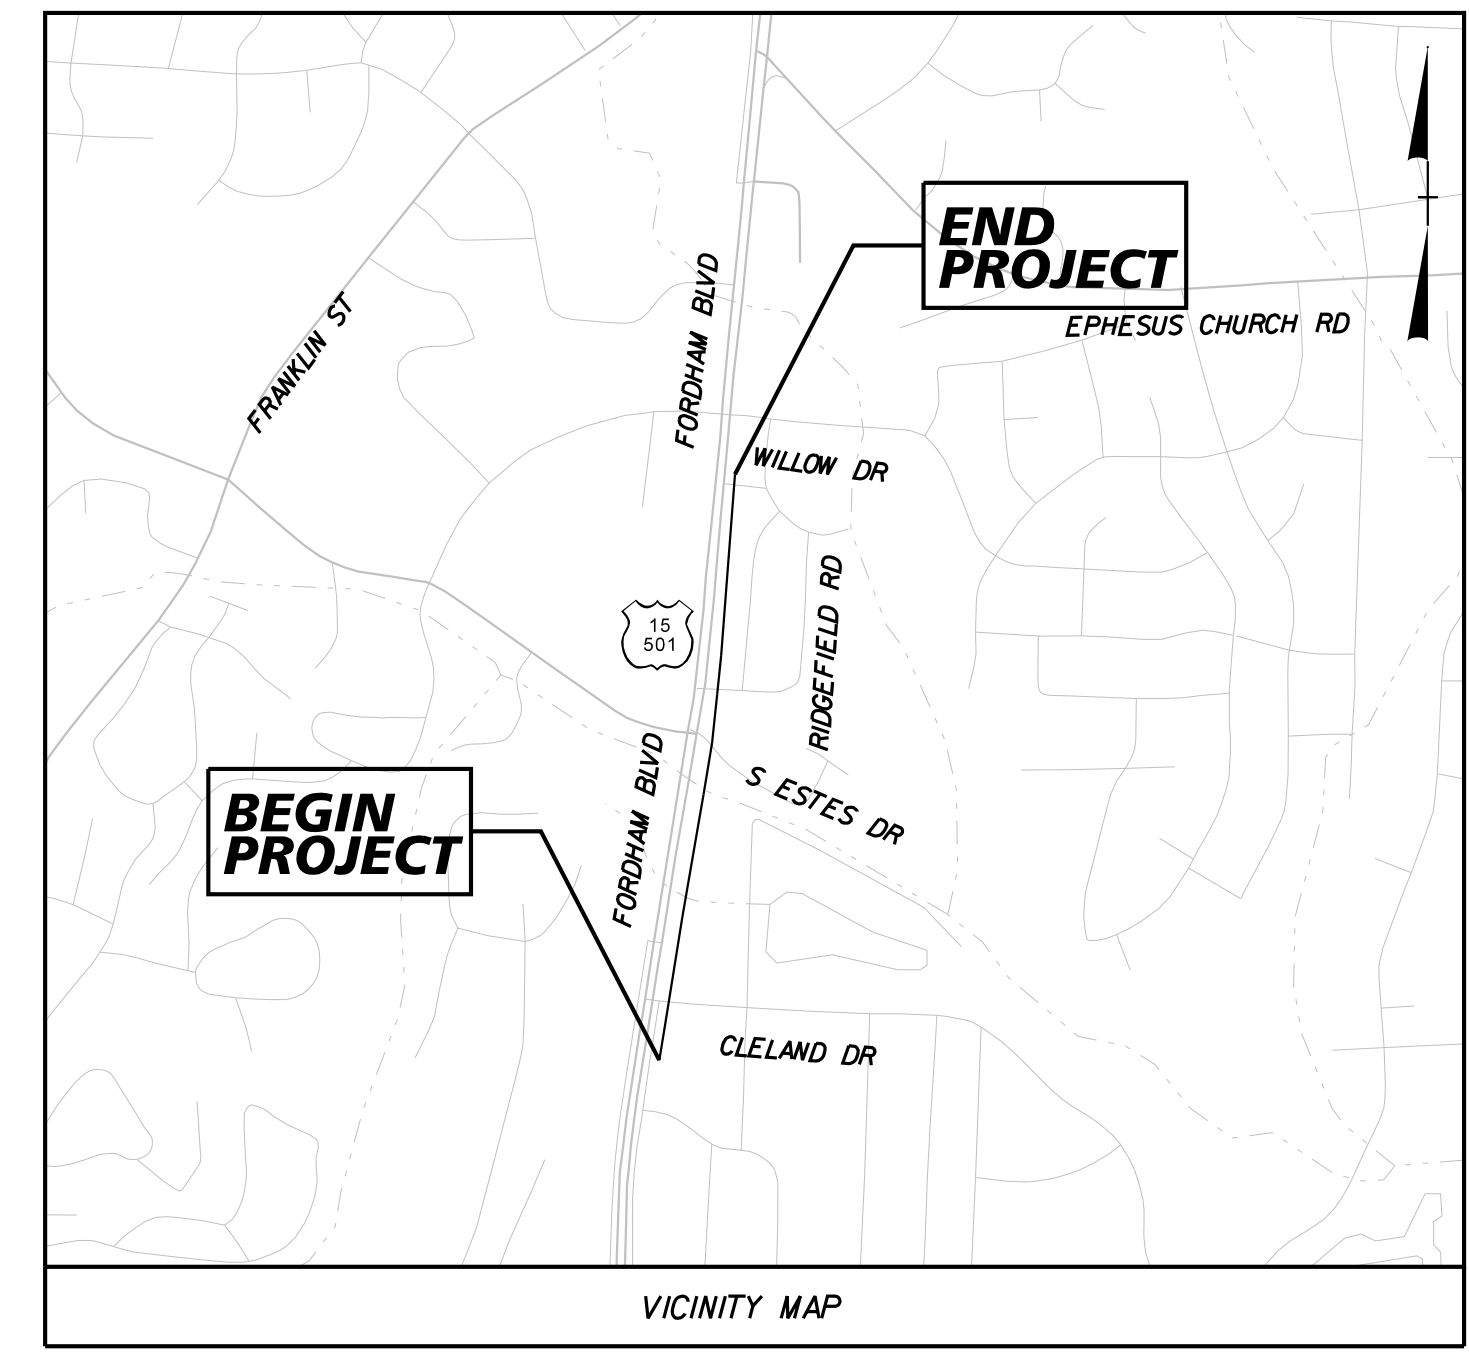 END
PROJECT
EPHESUS CHURCH RD
FORDHAM BLVD
FRANKLIN ST
WILLOW DR
RIDGEFIELD RD
15
501
FORDHAM BLVD
S ESTES DR
BEGIN
PROJECT
CLELAND DR
VICINITY MAP